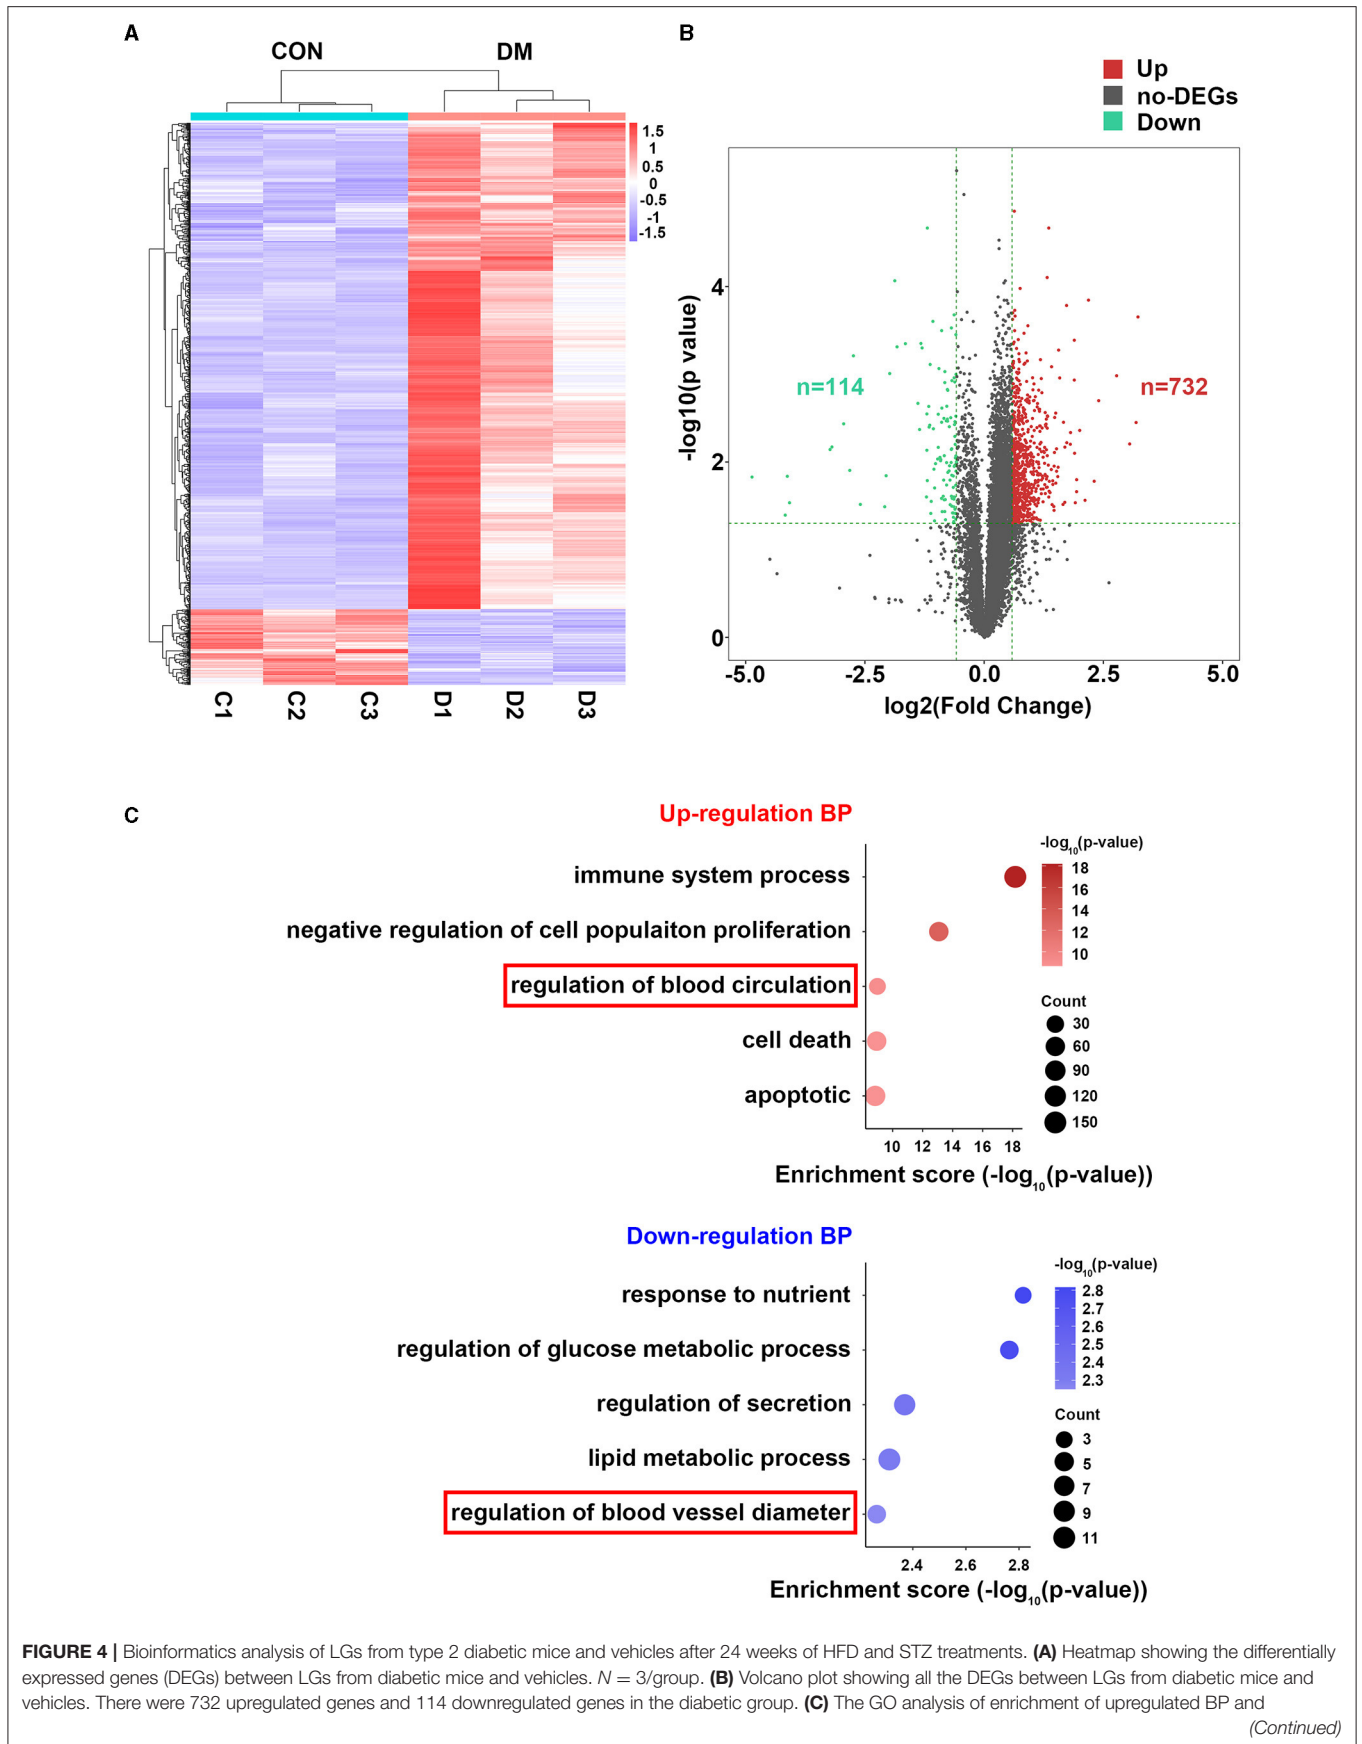 A
CON
DM
1.5
1
0.5
0
-0.5
-1
-1.5
C1
C2
C3
D1
D2
D3
B
Up
no-DEGs
Down
-log10(p value)
4
2
0
n=114
n=732
-5.0
-2.5
0.0
2.5
5.0
log2(Fold Change)
C
Up-regulation BP
immune system process
negative regulation of cell populaiton proliferation
regulation of blood circulation
cell death
apoptotic
10 12 14 16 18
Enrichment score (-log10(p-value))
-log10(p-value)
18
16
14
12
10
Count
30
60
90
120
150
Down-regulation BP
response to nutrient
regulation of glucose metabolic process
regulation of secretion
lipid metabolic process
regulation of blood vessel diameter
2.4 2.6 2.8
Enrichment score (-log10(p-value))
-log10(p-value)
2.8
2.7
2.6
2.5
2.4
2.3
Count
3
5
7
9
11
FIGURE 4 | Bioinformatics analysis of LGs from type 2 diabetic mice and vehicles after 24 weeks of HFD and STZ treatments. (A) Heatmap showing the differentially
expressed genes (DEGs) between LGs from diabetic mice and vehicles. N = 3/group. (B) Volcano plot showing all the DEGs between LGs from diabetic mice and
vehicles. There were 732 upregulated genes and 114 downregulated genes in the diabetic group. (C) The GO analysis of enrichment of upregulated BP and
(Continued)